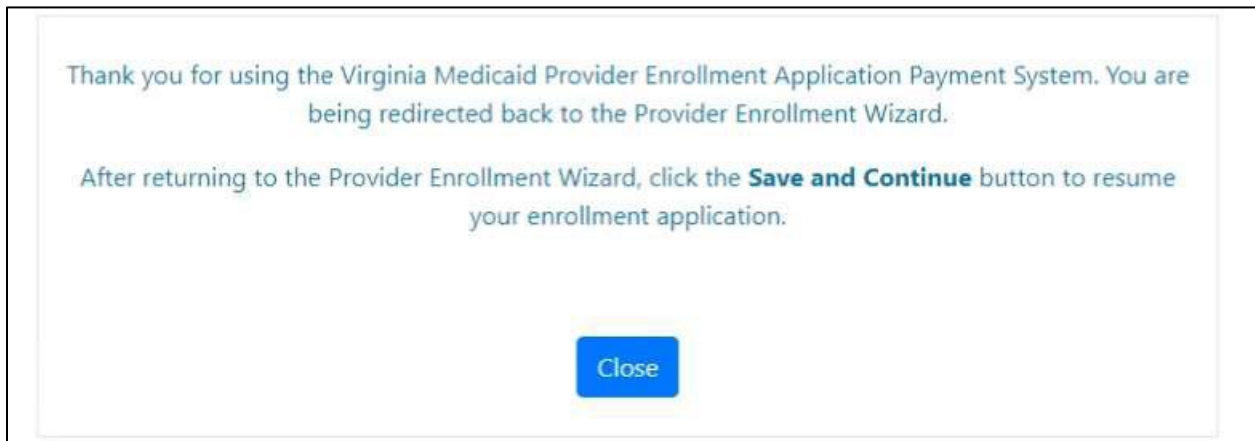 Thank you for using the Virginia Medicaid Provider Enrollment Application Payment System. You are
being redirected back to the Provider Enrollment Wizard.
After returning to the Provider Enrollment Wizard, click the Save and Continue button to resume
your enrollment application.
Close